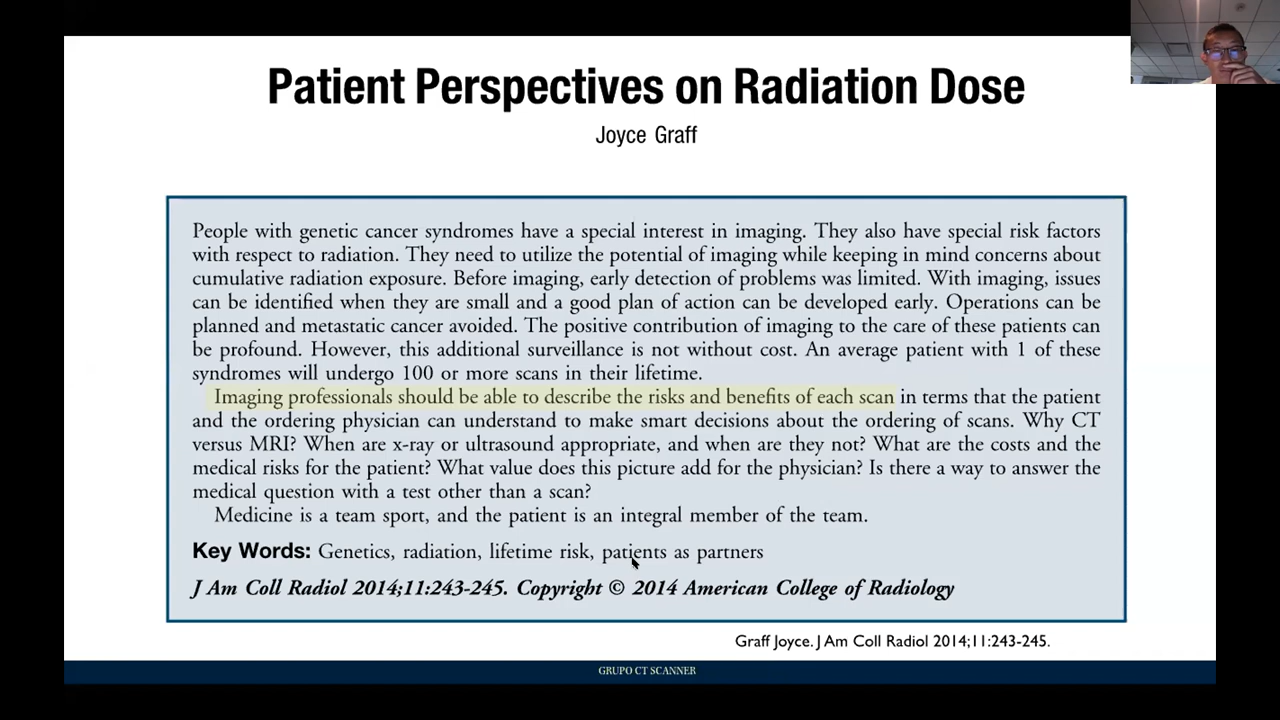 Patient Perspectives on Radiation Dose
Joyce Graff
People with genetic cancer syndromes have a special interest in imaging. They also have special risk factors
with respect to radiation. They need to utilize the potential of imaging while keeping in mind concerns about
cumulative radiation exposure. Before imaging, early detection of problems was limited. With imaging, issues
can be identified when they are small and a good plan of action can be developed early. Operations can be
planned and metastatic cancer avoided. The positive contribution of imaging to the care of these patients can
be profound. However, this additional surveillance is not without cost. An average patient with 1 of these
syndromes will undergo 100 or more scans in their lifetime.
Imaging professionals should be able to describe the risks and benefits of each scan in terms that the patient
and the ordering physician can understand to make smart decisions about the ordering of scans. Why CT
versus MRI? When are x-ray or ultrasound appropriate, and when are they not? What are the costs and the
medical risks for the patient? What value does this picture add for the physician? Is there a way to answer the
medical question with a test other than a scan?
Medicine is a team sport, and the patient is an integral member of the team.
Key Words: Genetics, radiation, lifetime risk, patients as partners
J Am Coll Radiol 2014;11:243-245. Copyright © 2014 American College of Radiology
Graff Joyce. J Am Coll Radiol 2014;11:243-245.
GRUPO CT SCANNER